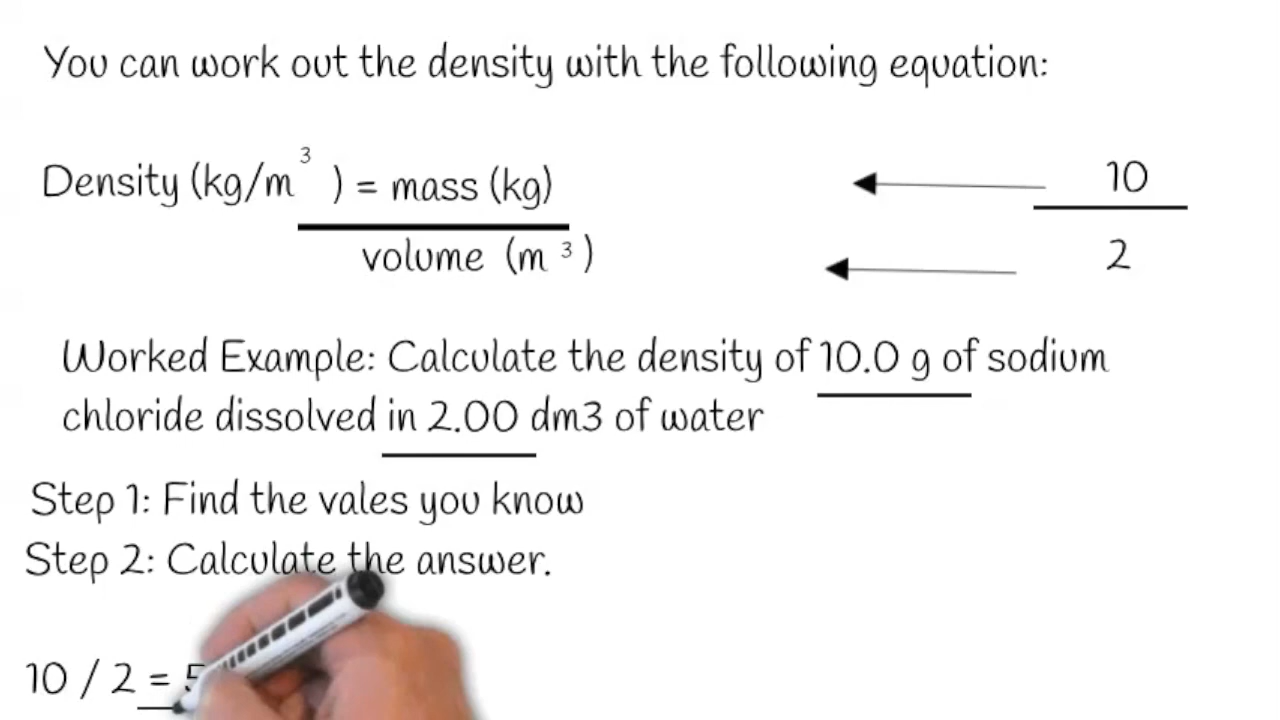 You can work out the density with the following equation:
Density (kg/m 3 ) = mass (kg)
volume (m 3 )
10
2
Worked Example: Calculate the density of 10.0 g of sodium
chloride dissolved in 2.00 dm3 of water
Step 1: Find the vales you know
Step 2: Calculate the answer.
10 / 2 = 5